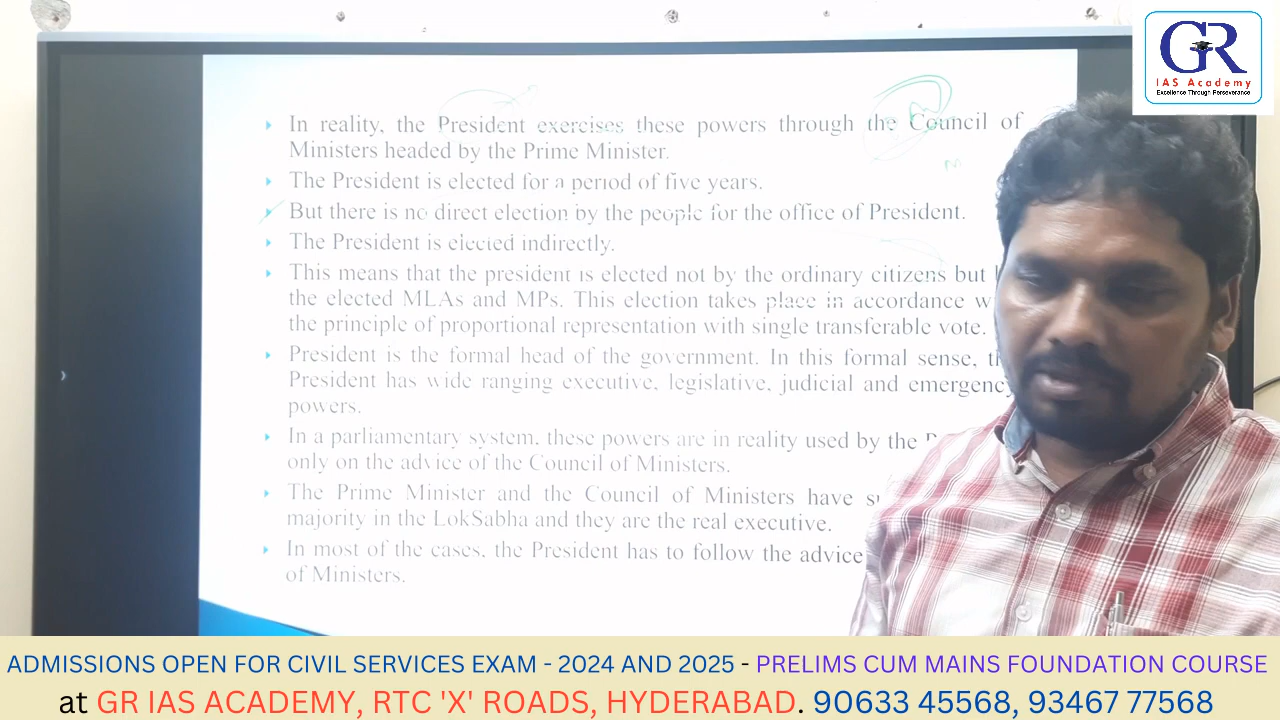 GR
IAS Academy
Excellence Through Perseverance
In reality, the President exercises these powers through the Council of
Ministers headed by the Prime Minister.
The President is elected for a period of five years.
But there is no direct election by the people for the office of President.
The President is elected indirectly.
This means that the president is elected not by the ordinary citizens but
the elected MLAs and MPs. This election takes place in accordance
the principle of proportional representation with single transferable vote.
President is the formal head of the government. In this formal sense,
President has wide ranging executive, legislative, judicial and emergency
powers.
In a parliamentary system, these powers are in reality used by the
only on the advice of the Council of Ministers.
The Prime Minister and the Council of Ministers have
majority in the LokSabha and they are the real executive.
In most of the cases, the President has to follow the advice
of Ministers.
ADMISSIONS OPEN FOR CIVIL SERVICES EXAM - 2024 AND 2025 - PRELIMS CUM MAINS FOUNDATION COURSE
at GR IAS ACADEMY, RTC 'X' ROADS, HYDERABAD. 90633 45568, 93467 77568